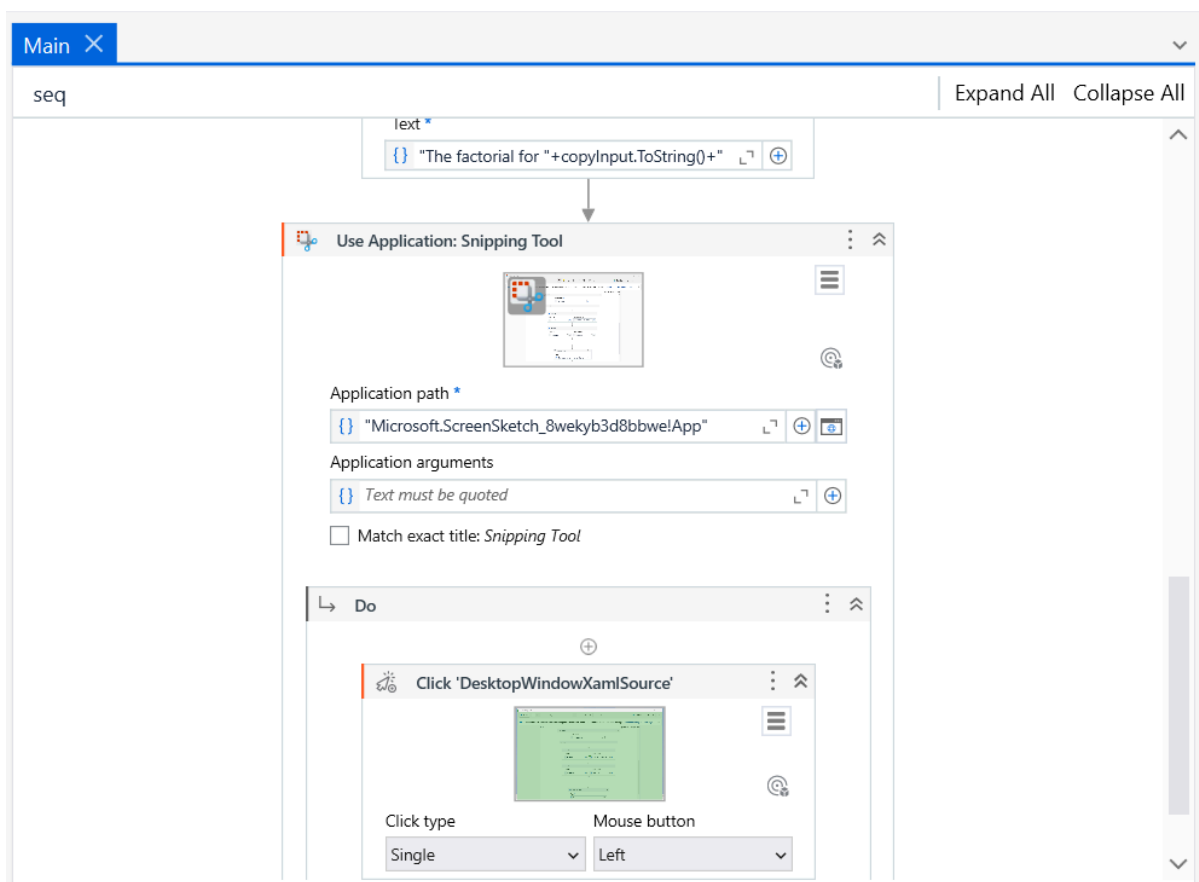 Main
seq
Expand All Collapse All
Text *
{} "The factorial for "+copyInput.ToString()+"
Use Application: Snipping Tool
Application path *
{} "Microsoft.ScreenSketch_8wekyb3d8bbwe!App"
Application arguments
{} Text must be quoted
Match exact title: Snipping Tool
Do
Click 'DesktopWindowXamlSource'
Click type Mouse button
Single Left